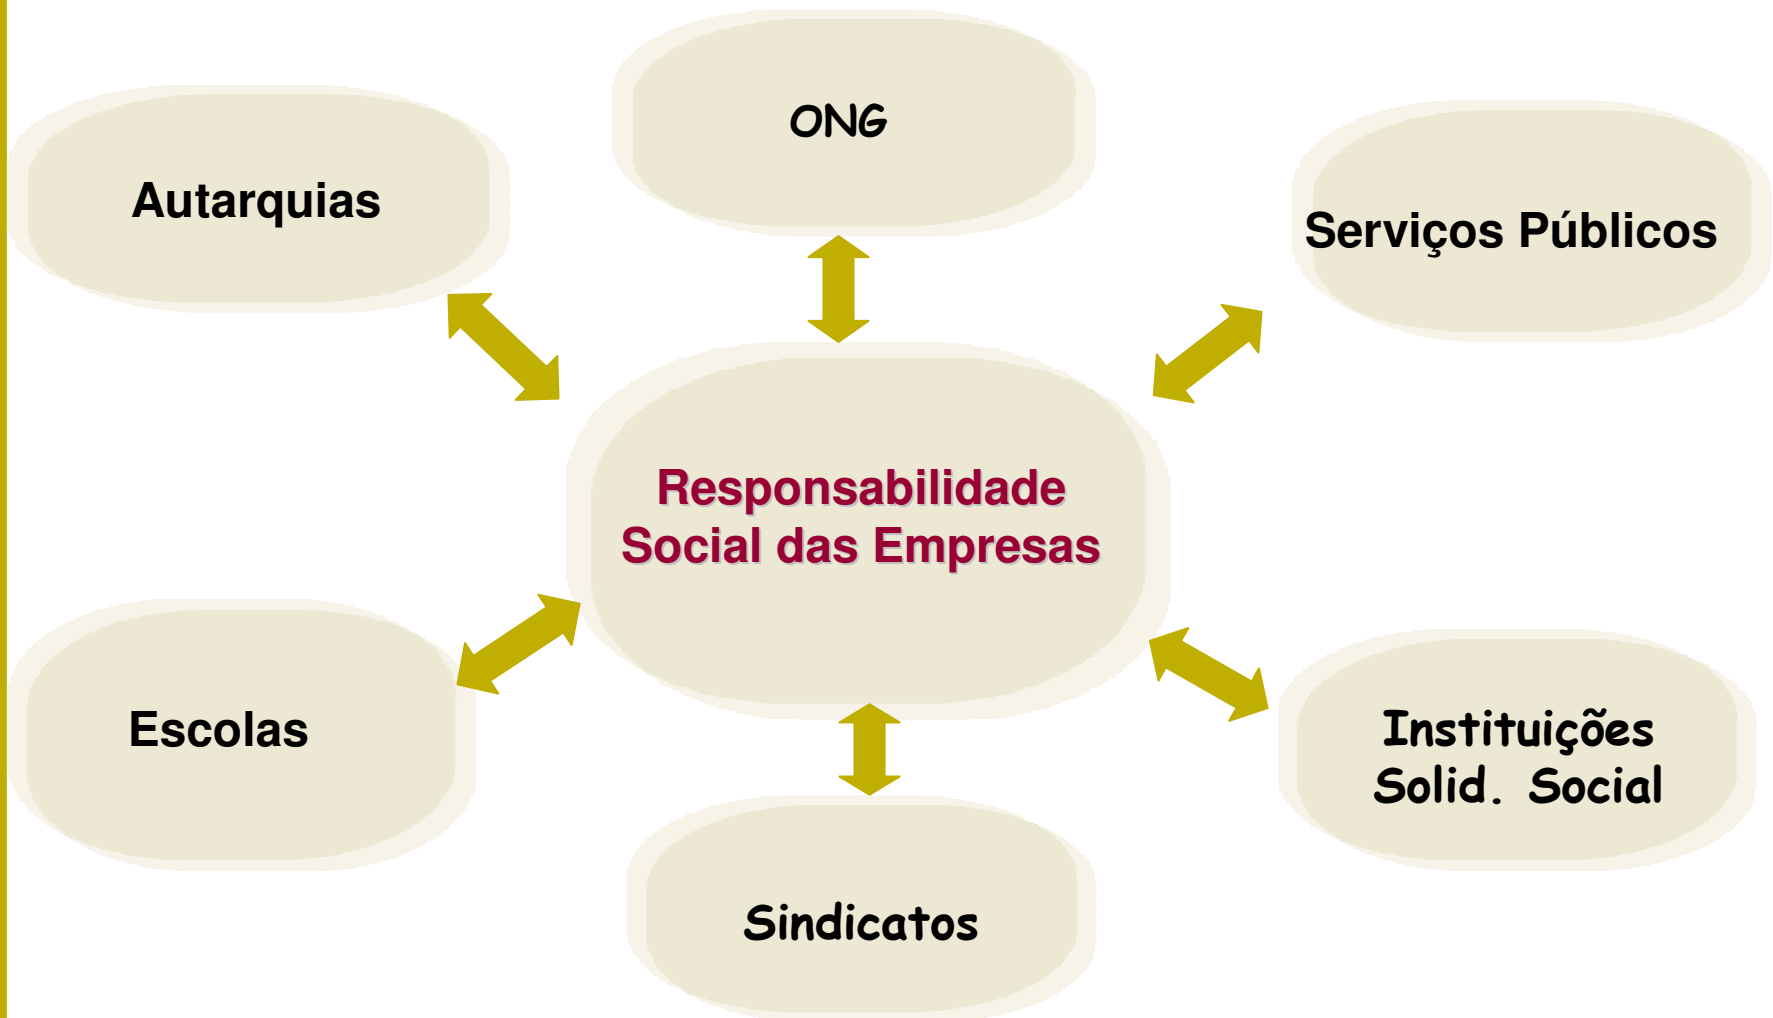 ONG
Autarquias
Serviços Públicos
Responsabilidade
Social das Empresas
Escolas
Instituições
Solid. Social
Sindicatos